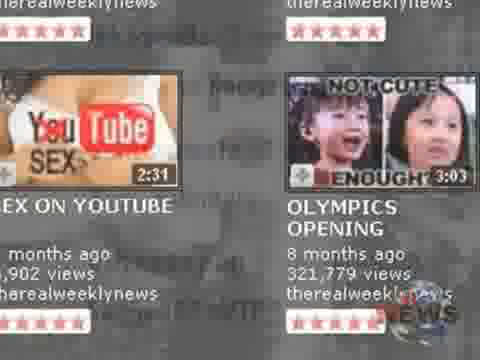 therealweeklynews
therealweeklynews
You Tube
SEX
2:31
NOT CUTE
ENOUGH?
3:03
SEX ON YOUTUBE
months ago
,902 views
therealweeklynews
OLYMPICS
OPENING
8 months ago
321,779 views
therealweeklynews
NEWS